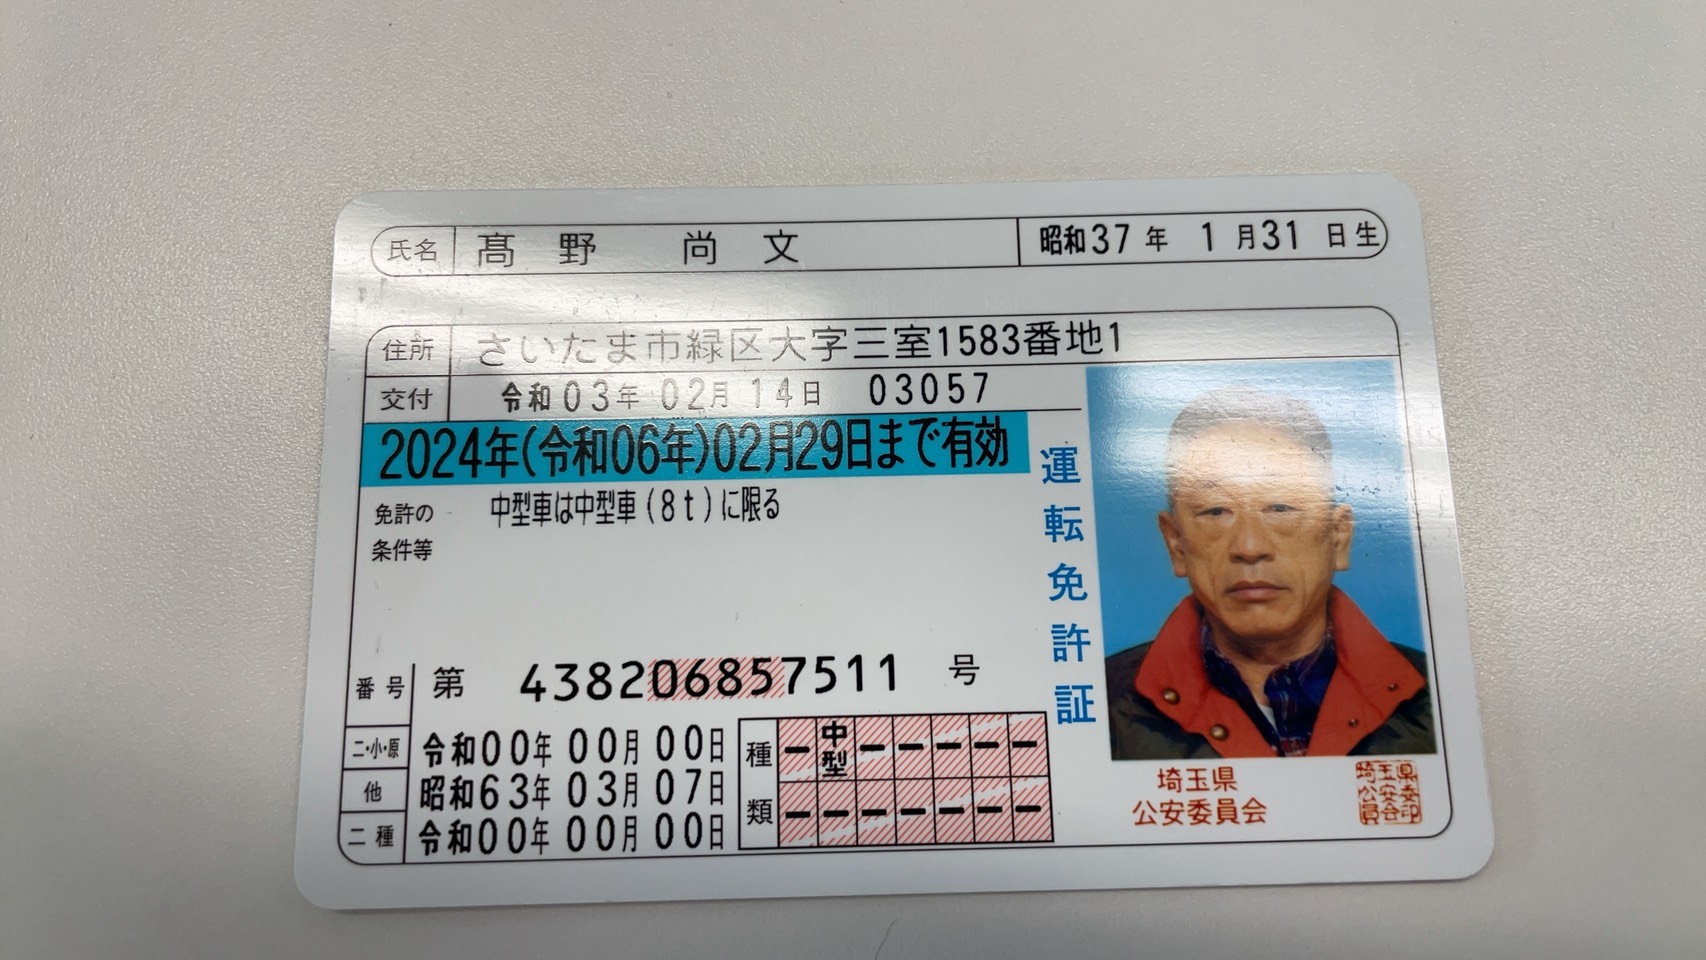 氏名 髙野 尚文 昭和37年 1月31日生
住所 さいたま市緑区大字三室1583番地1
交付 令和03年 02月 14日 03057
2024年(令和06年)02月29日まで有効
免許の条件等 中型車は中型車(8t)に限る
運転免許証
番号 第 438206857511 号
二・小・原 令和00年 00月 00日
他 昭和63年 03月 07日
二種 令和00年 00月 00日
種類 ー 中型 ー ー ー ー ー
ー ー ー ー ー ー ー
埼玉県
公安委員会
埼玉県公安委員会印